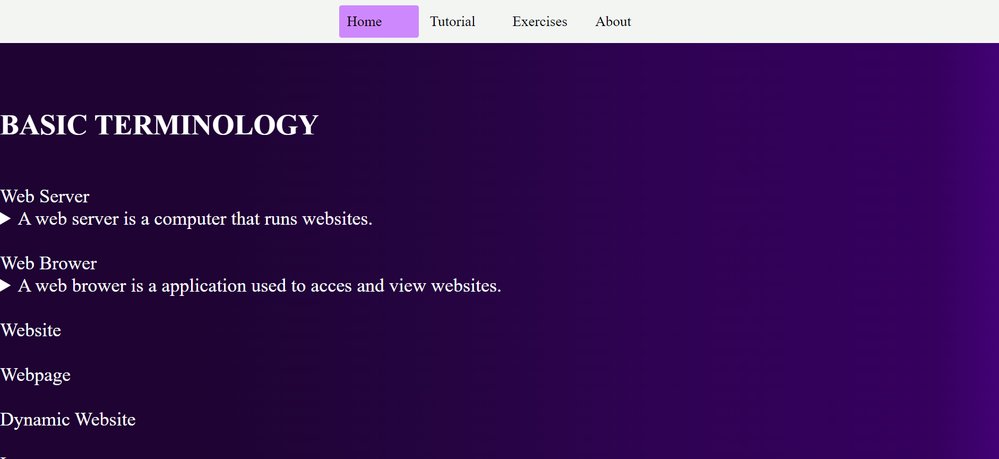 Home Tutorial Exercises About
BASIC TERMINOLOGY
Web Server
A web server is a computer that runs websites.
Web Brower
A web brower is a application used to acces and view websites.
Website
Webpage
Dynamic Website